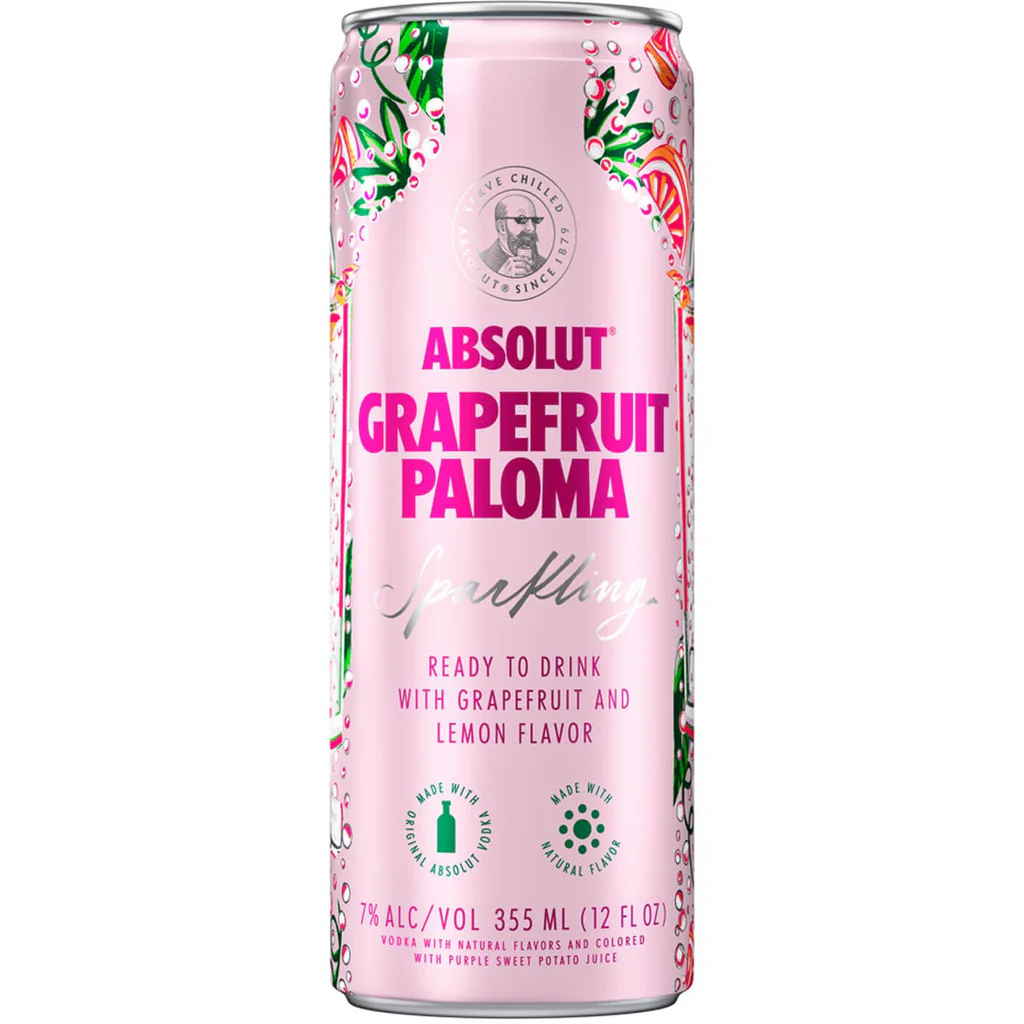 SERVE CHILLED
ABSOLUT® SINCE 1879
ABSOLUT®
GRAPEFRUIT
PALOMA
Sparkling.
READY TO DRINK
WITH GRAPEFRUIT AND
LEMON FLAVOR
MADE WITH
ORIGINAL ABSOLUT VODKA
MADE WITH
NATURAL FLAVOR
7% ALC/VOL 355 ML (12 FL OZ)
VODKA WITH NATURAL FLAVORS AND COLORED
WITH PURPLE SWEET POTATO JUICE